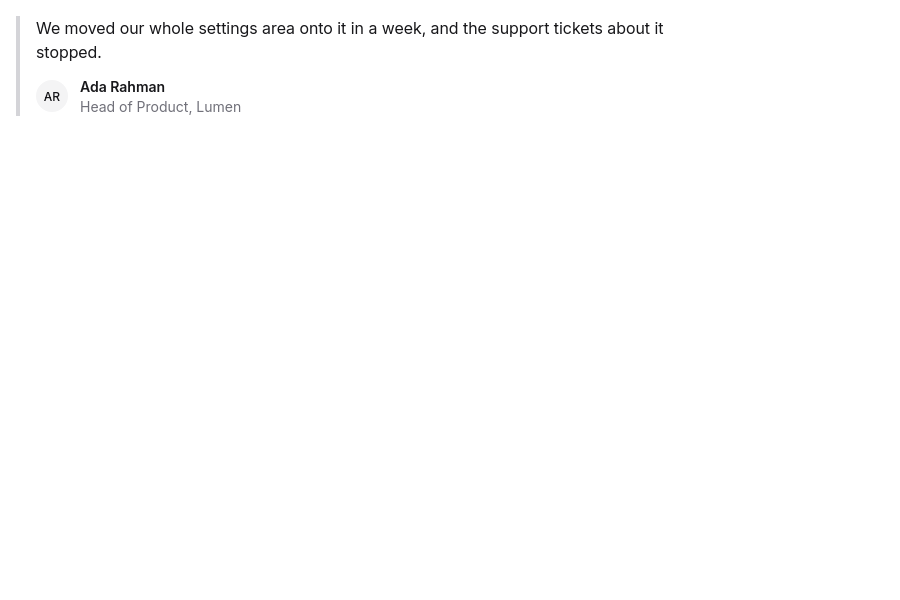 We moved our whole settings area onto it in a week, and the support tickets about it
stopped.
AR
Ada Rahman
Head of Product, Lumen